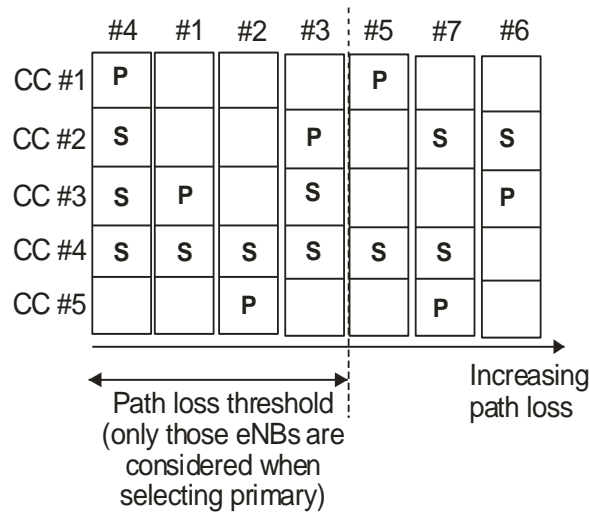 #4 #1 #2 #3 #5 #7 #6
CC #1 P P
CC #2 S P S S
CC #3 S P S P
CC #4 S S S S S S
CC #5 P P
Increasing
path loss
Path loss threshold
(only those eNBs are
considered when
selecting primary)